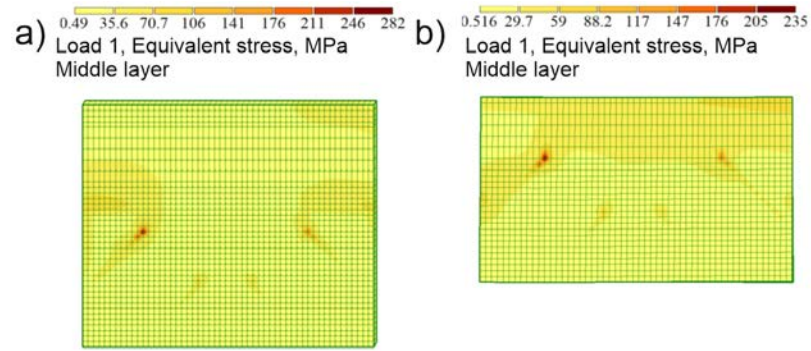 0.49 35.6 70.7 106 141 176 211 246 282
a) Load 1, Equivalent stress, MPa
Middle layer
0.516 29.7 59 88.2 117 147 176 205 235
b) Load 1, Equivalent stress, MPa
Middle layer